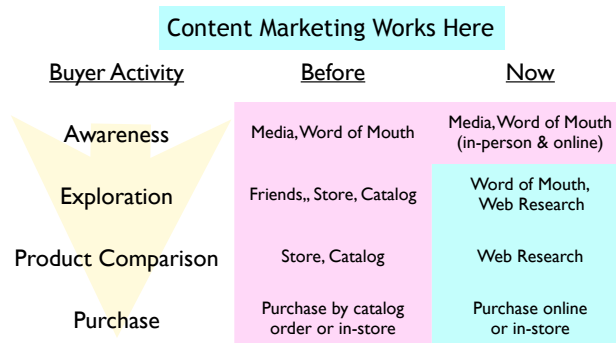 Content Marketing Works Here
Buyer Activity Before Now
Awareness Media, Word of Mouth Media, Word of Mouth
(in-person & online)
Exploration Friends,, Store, Catalog Word of Mouth,
Web Research
Product Comparison Store, Catalog Web Research
Purchase Purchase by catalog Purchase online
order or in-store or in-store